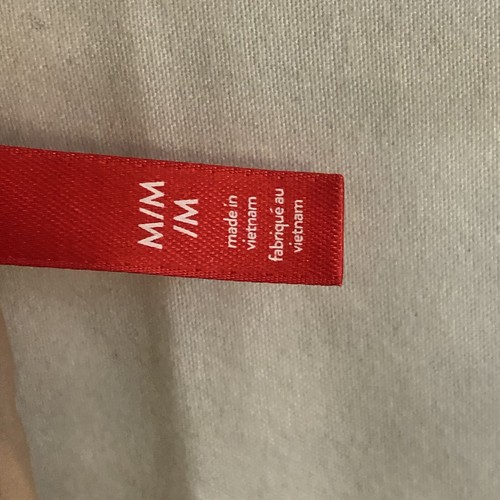 M/M
/M
made in
vietnam
fabriqué au
vietnam